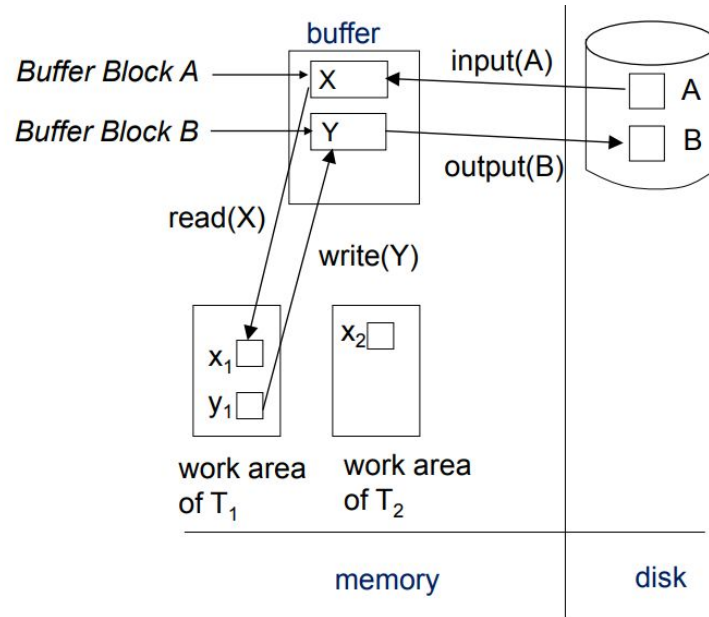 buffer
Buffer Block A
X
input(A)
A
Buffer Block B
Y
B
output(B)
read(X)
write(Y)
x₁
y₁
x₂
work area
of T₁
work area
of T₂
memory
disk